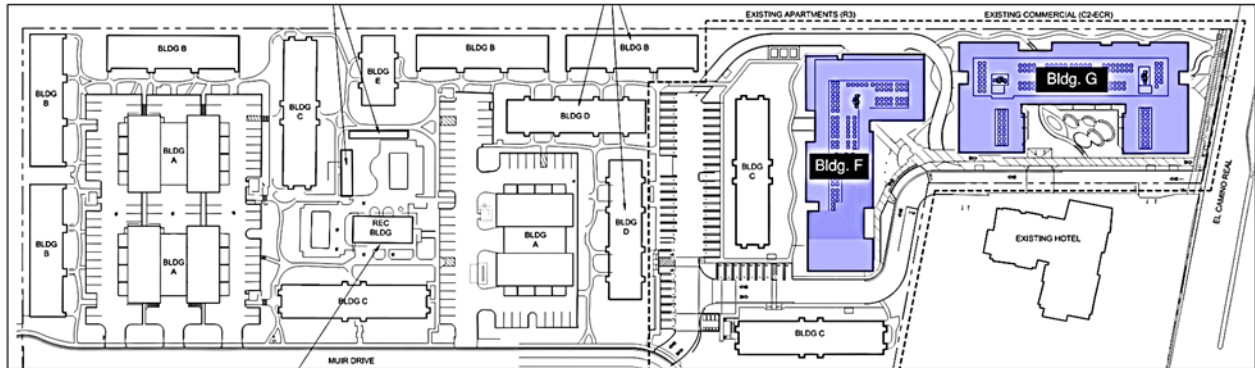 EXISTING APARTMENTS (R3)
EXISTING COMMERCIAL (C2-ECR)
BLDG B
BLDG
E
BLDG B
BLDG B
BLDG
B
BLDG
C
BLDG
A
BLDG D
BLDG
C
Bldg. F
Bldg. G
BLDG
B
BLDG
A
REC
BLDG
BLDG
A
BLDG
D
EL CAMINO REAL
EXISTING HOTEL
BLDG C
BLDG C
MUIR DRIVE